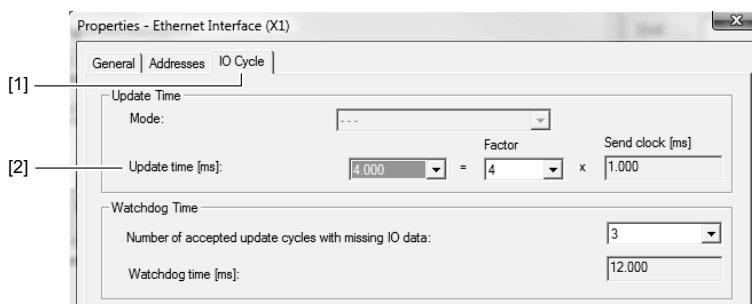 Properties - Ethernet Interface (X1)
General Addresses IO Cycle
[1]
Update Time
Mode: ---
Factor Send clock [ms]
[2] Update time [ms]: 4.000 = 4 x 1.000
Watchdog Time
Number of accepted update cycles with missing IO data: 3
Watchdog time [ms]: 12.000